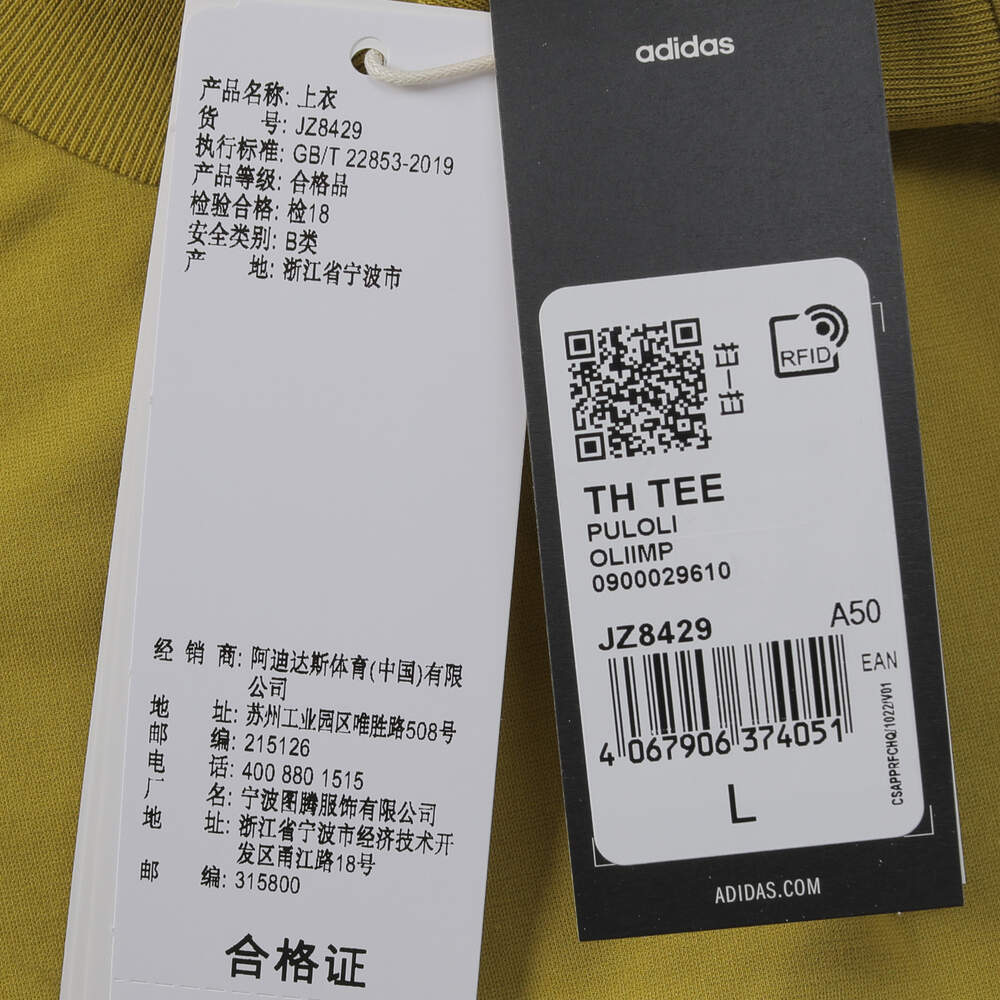 产品名称: 上衣
货 号: JZ8429
执行标准: GB/T 22853-2019
产品等级: 合格品
检验合格: 检18
安全类别: B类
产 地: 浙江省宁波市
经 销 商: 阿迪达斯体育(中国)有限
公司
地 址: 苏州工业园区唯胜路508号
邮 编: 215126
电 话: 400 880 1515
厂 名: 宁波图腾服饰有限公司
地 址: 浙江省宁波市经济技术开
发区甬江路18号
邮 编: 315800
合格证
adidas
扫一扫
RFID
TH TEE
PULOLI
OLIIMP
0900029610
JZ8429 A50
EAN
4 067906 374051
CSAPPRFCHQ/1022/V01
L
ADIDAS.COM